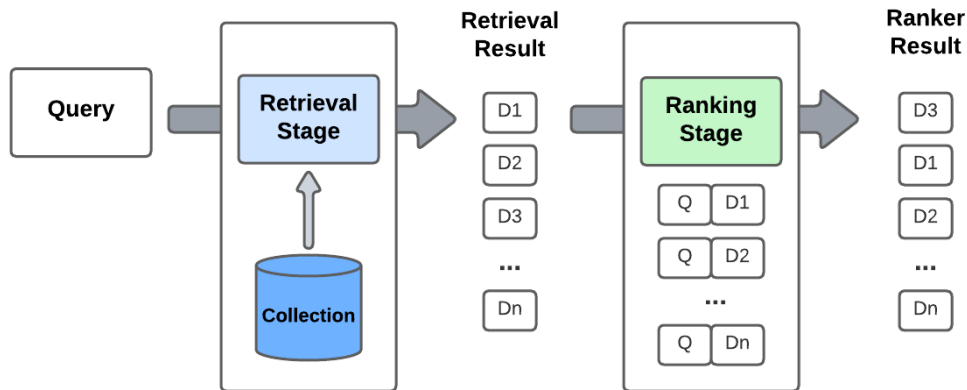 Query
Retrieval
Stage
Collection
Retrieval
Result
D1
D2
D3
...
Dn
Ranking
Stage
Q D1
Q D2
...
Q Dn
Ranker
Result
D3
D1
D2
...
Dn